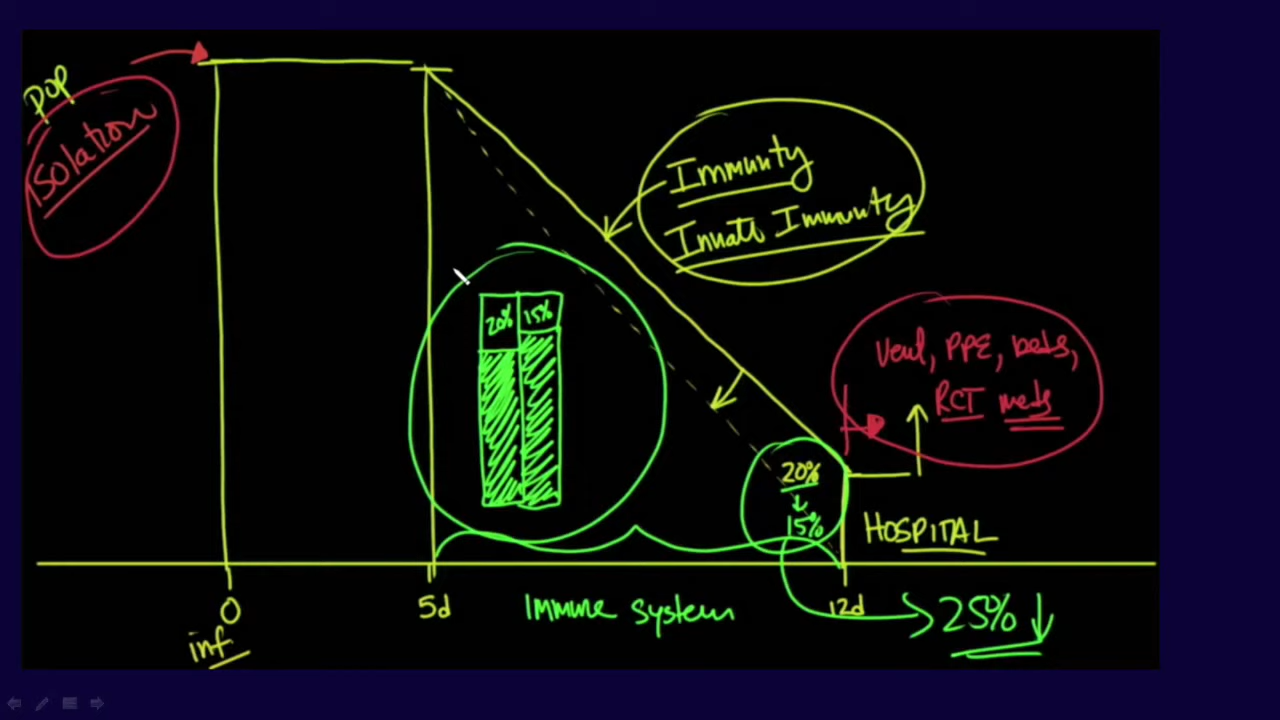 POP
Isolation
Immunity
Innate Immunity
20% 15%
Vent, PPE, beds,
RCT meds
20%
15%
HOSPITAL
0 5d Immune system 12d 25%
inf.